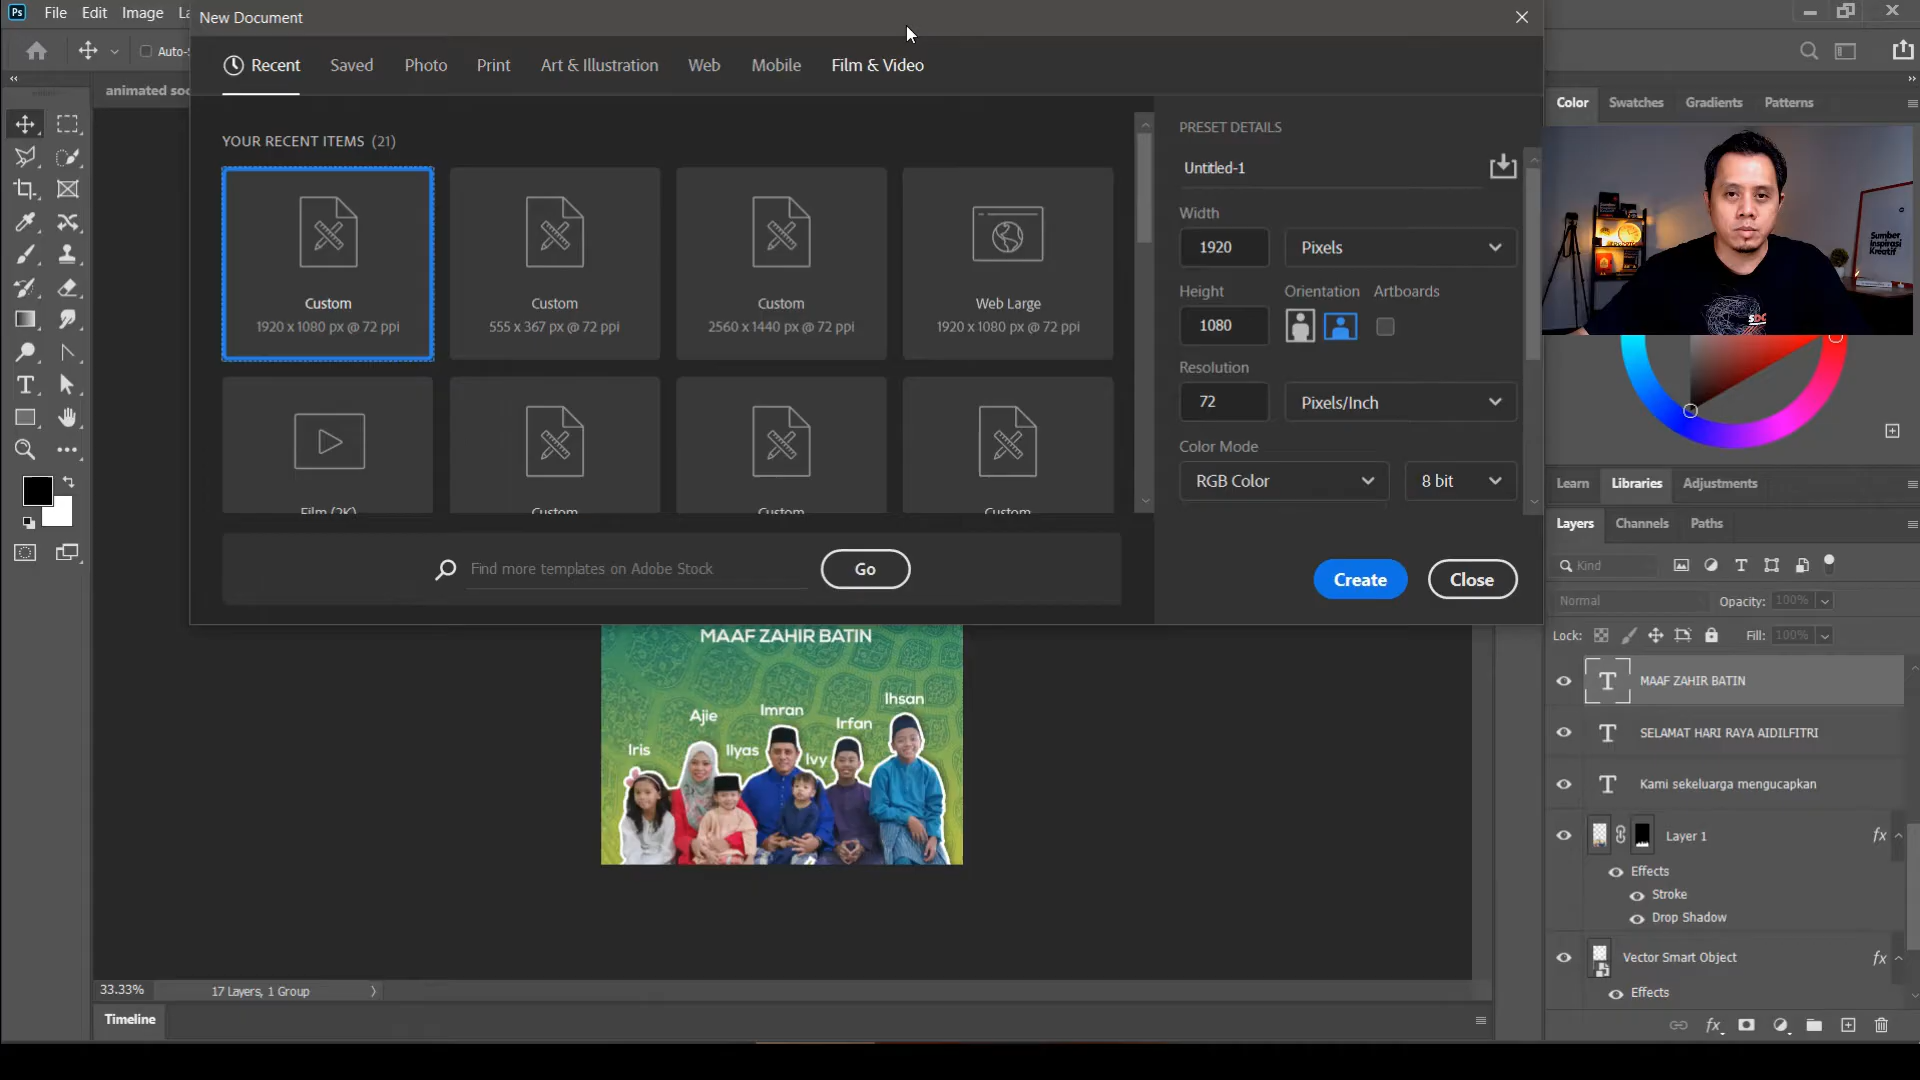 Ps File Edit Image
New Document
Auto-
animated
Recent Saved Photo Print Art & Illustration Web Mobile Film & Video
YOUR RECENT ITEMS (21)
Custom
1920 x 1080 px @ 72 ppi
Custom
555 x 367 px @ 72 ppi
Custom
2560 x 1440 px @ 72 ppi
Web Large
1920 x 1080 px @ 72 ppi
Film (2K)
Custom
Custom
Custom
Find more templates on Adobe Stock
Go
PRESET DETAILS
Untitled-1
Width
1920 Pixels
Height Orientation Artboards
1080
Resolution
72 Pixels/Inch
Color Mode
RGB Color 8 bit
Create Close
Color Swatches Gradients Patterns
Sumber
Inspirasi
Kreatif
Learn Libraries Adjustments
Layers Channels Paths
Kind
Normal Opacity: 100%
Lock: Fill: 100%
MAAF ZAHIR BATIN
SELAMAT HARI RAYA AIDILFITRI
Kami sekeluarga mengucapkan
Layer 1 fx
Effects
Stroke
Drop Shadow
Vector Smart Object fx
Effects
MAAF ZAHIR BATIN
Iris
Ajie
Ilyas
Imran
Ivy
Irfan
Ihsan
33.33% 17 Layers, 1 Group
Timeline